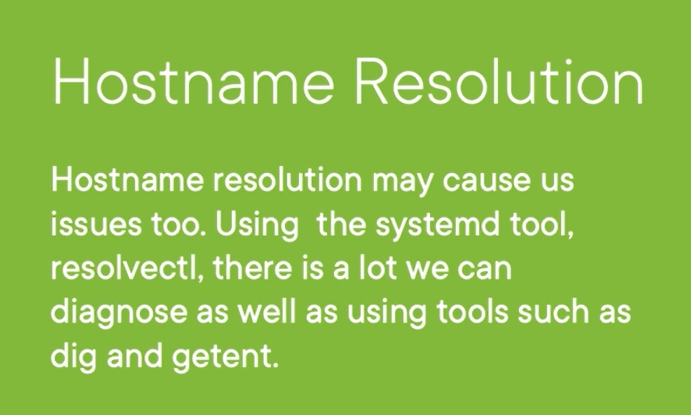 Hostname Resolution
Hostname resolution may cause us
issues too. Using  the systemd tool,
resolvectl, there is a lot we can
diagnose as well as using tools such as
dig and getent.